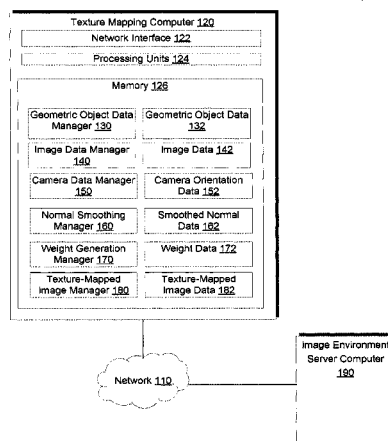 Texture Mapping Computer 120
Network Interface 122
Processing Units 124
Memory 126
Geometric Object Data
Manager 130
Geometric Object Data
132
Image Data Manager
140
Image Data 142
Camera Data Manager
150
Camera Orientation
Data 152
Normal Smoothing
Manager 160
Smoothed Normal
Data 162
Weight Generation
Manager 170
Weight Data 172
Texture-Mapped
Image Manager 180
Texture-Mapped
Image Data 182
Network 110
Image Environment
Server Computer
190